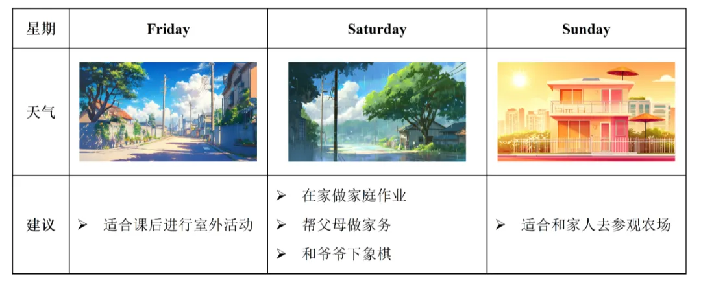 星期 Friday Saturday Sunday
天气
建议
➢ 适合课后进行室外活动
➢ 在家做家庭作业
➢ 帮父母做家务
➢ 和爷爷下象棋
➢ 适合和家人去参观农场